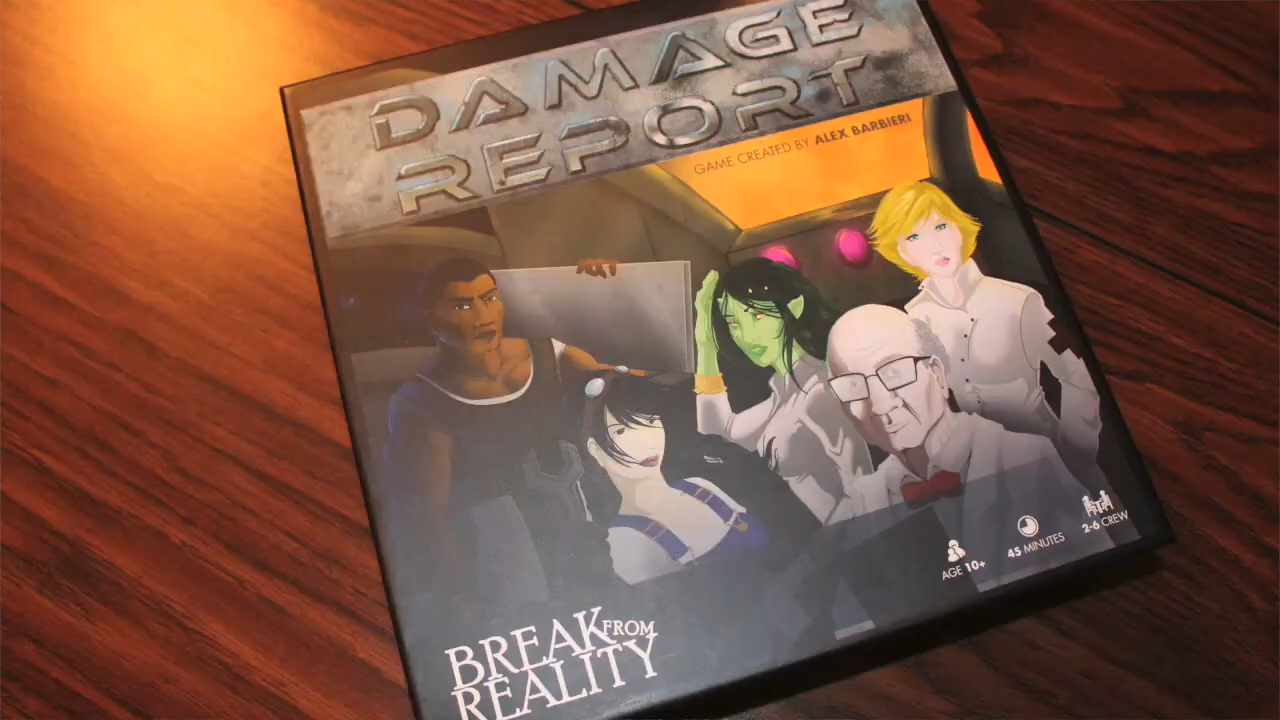 DAMAGE
REPORT
GAME CREATED BY ALEX BARBIERI
AGE 10+
45 MINUTES
2-6 CREW
BREAK FROM
REALITY